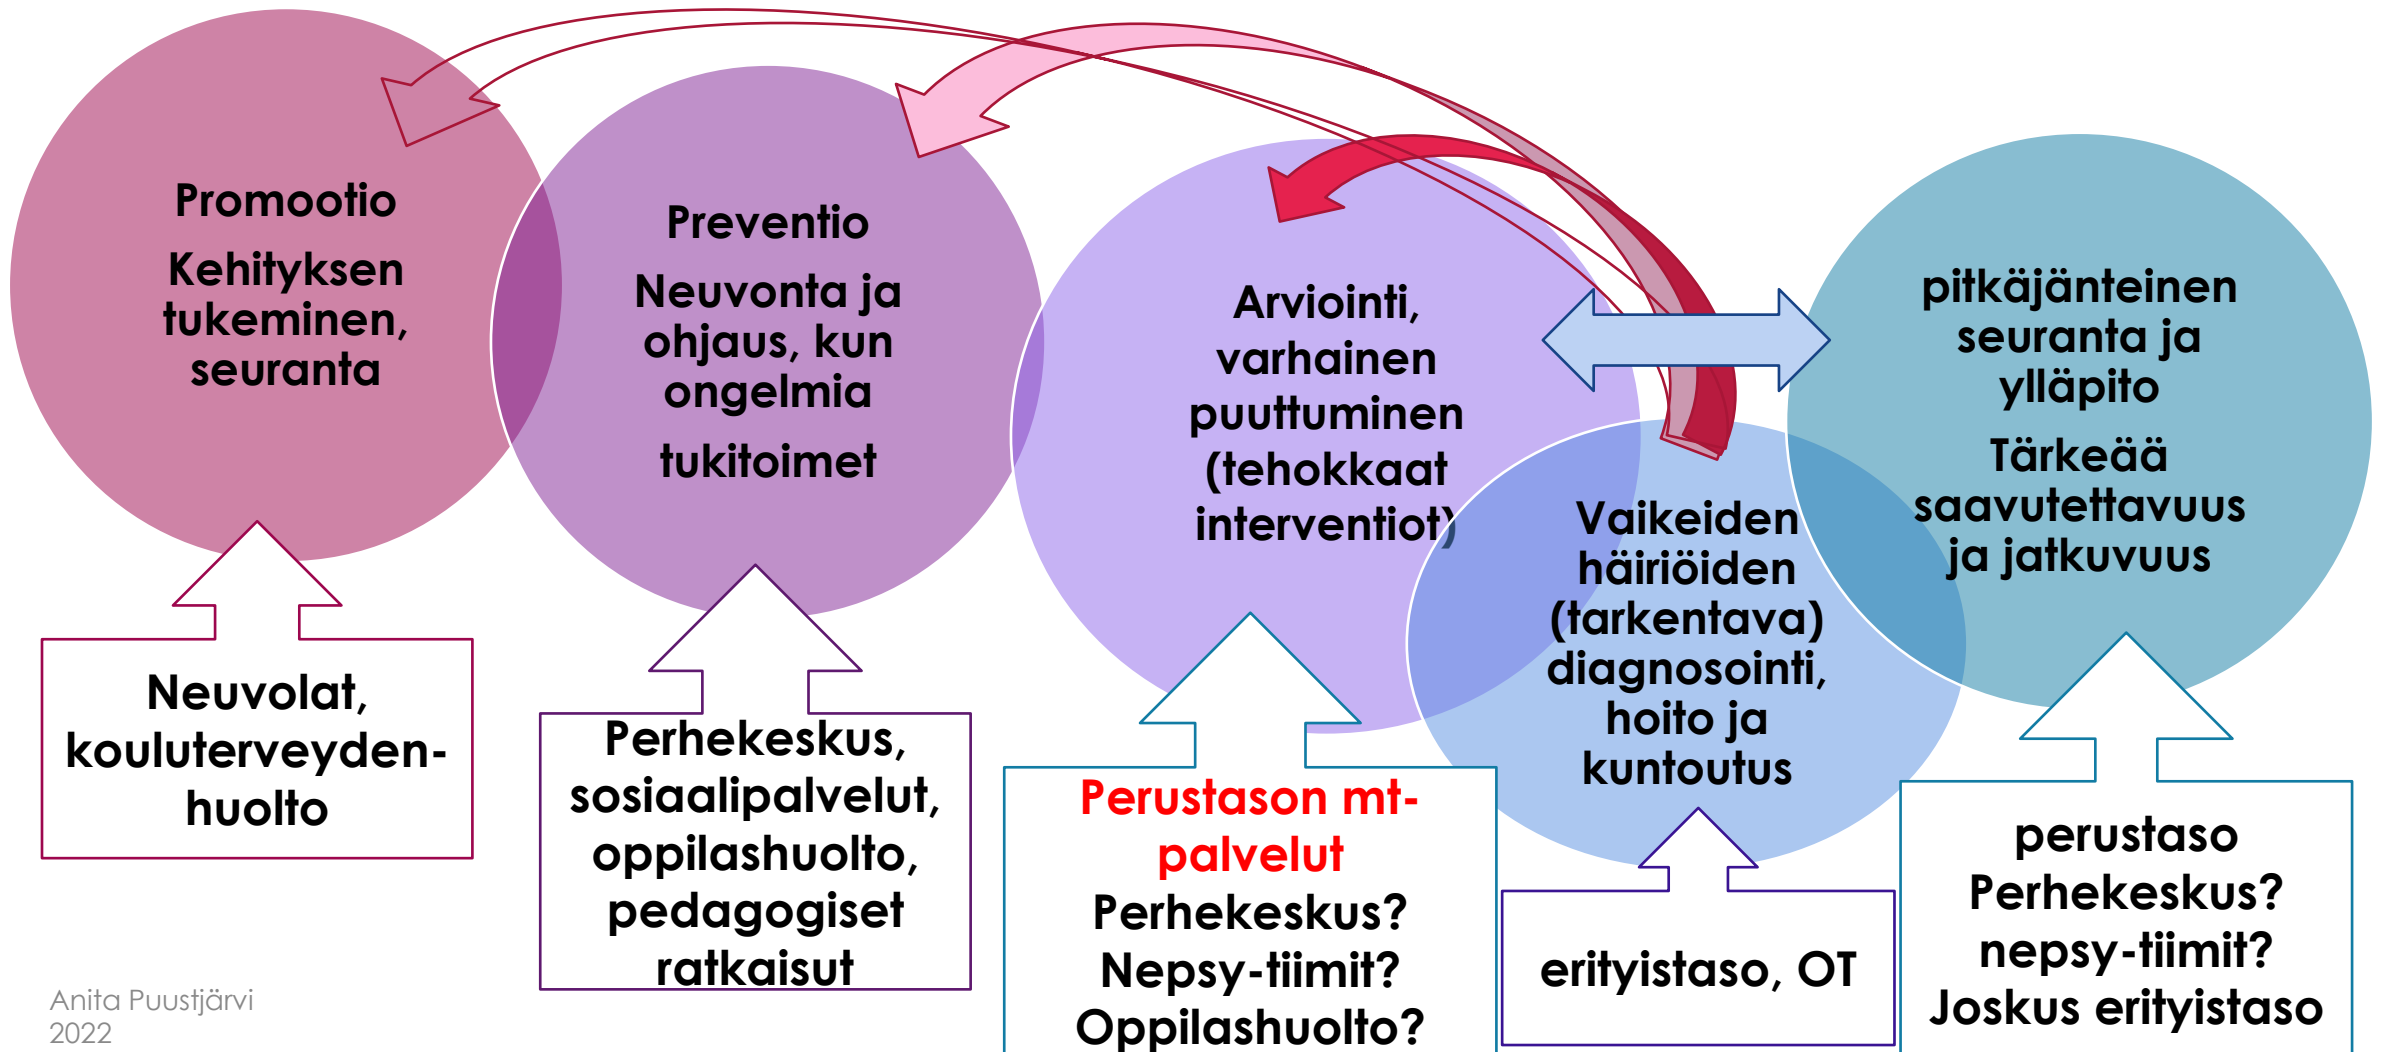 Promootio
Kehityksen
tukeminen,
seuranta
Preventio
Neuvonta ja
ohjaus, kun
ongelmia
tukitoimet
Arviointi,
varhainen
puuttuminen
(tehokkaat
interventiot)
Vaikeiden
häiriöiden
(tarkentava)
diagnosointi,
hoito ja
kuntoutus
pitkäjänteinen
seuranta ja
ylläpito
Tärkeää
saavutettavuus
ja jatkuvuus
Neuvolat,
kouluterveyden-
huolto
Perhekeskus,
sosiaalipalvelut,
oppilashuolto,
pedagogiset
ratkaisut
Perustason mt-
palvelut
Perhekeskus?
Nepsy-tiimit?
Oppilashuolto?
erityistaso, OT
perustaso
Perhekeskus?
nepsy-tiimit?
Joskus erityistaso
Anita Puustjärvi
2022